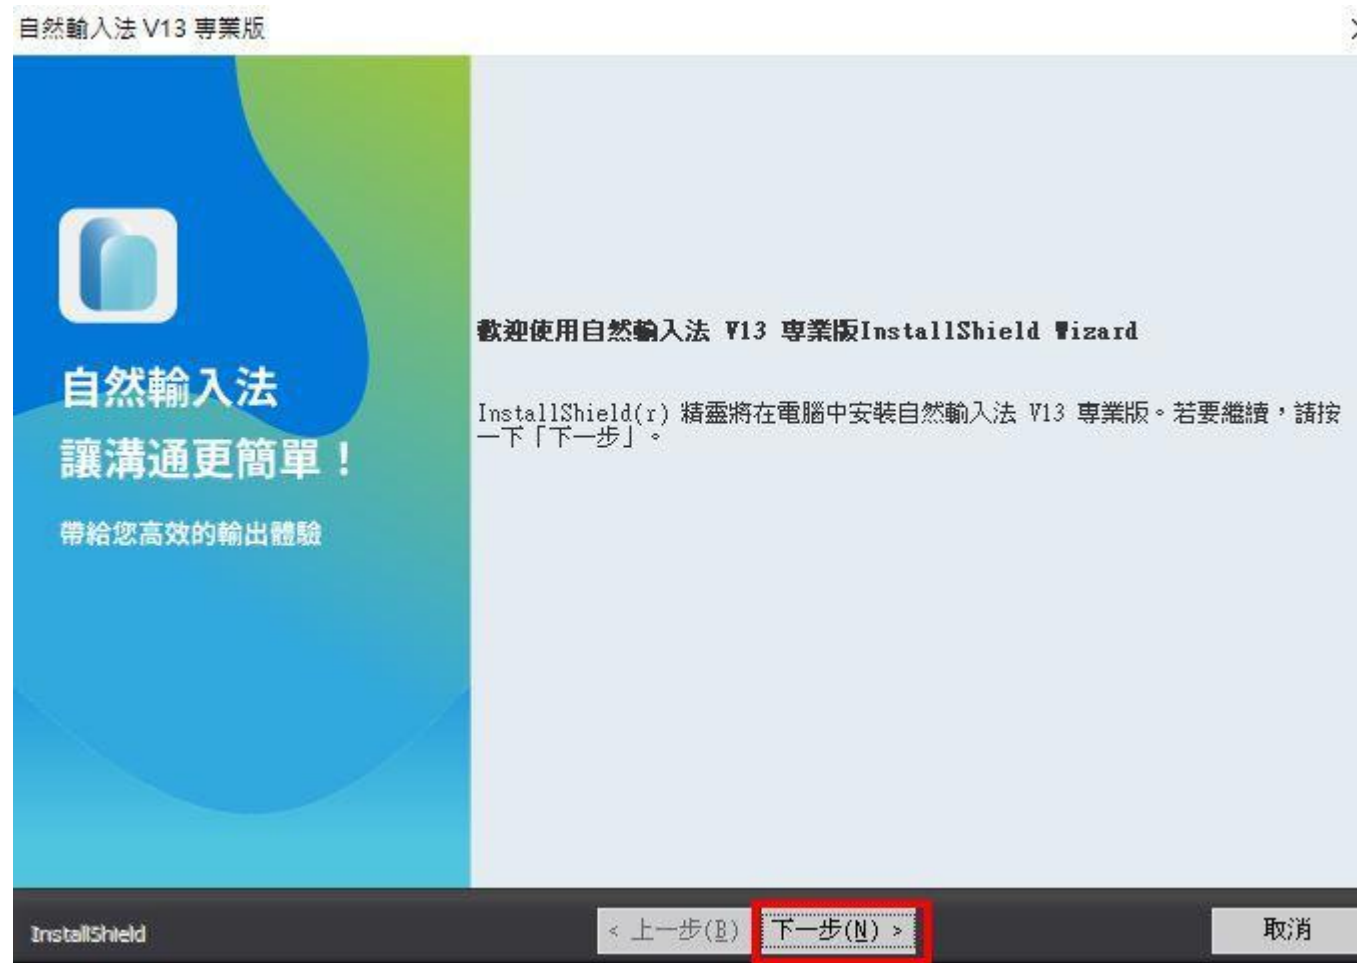 自然輸入法 V13 專業版
自然輸入法
讓溝通更簡單！
帶給您高效的輸出體驗
歡迎使用自然輸入法 V13 專業版InstallShield Wizard
InstallShield(r) 精靈將在電腦中安裝自然輸入法 V13 專業版。若要繼續，請按
一下「下一步」。
InstallShield
< 上一步(B)
下一步(N) >
取消